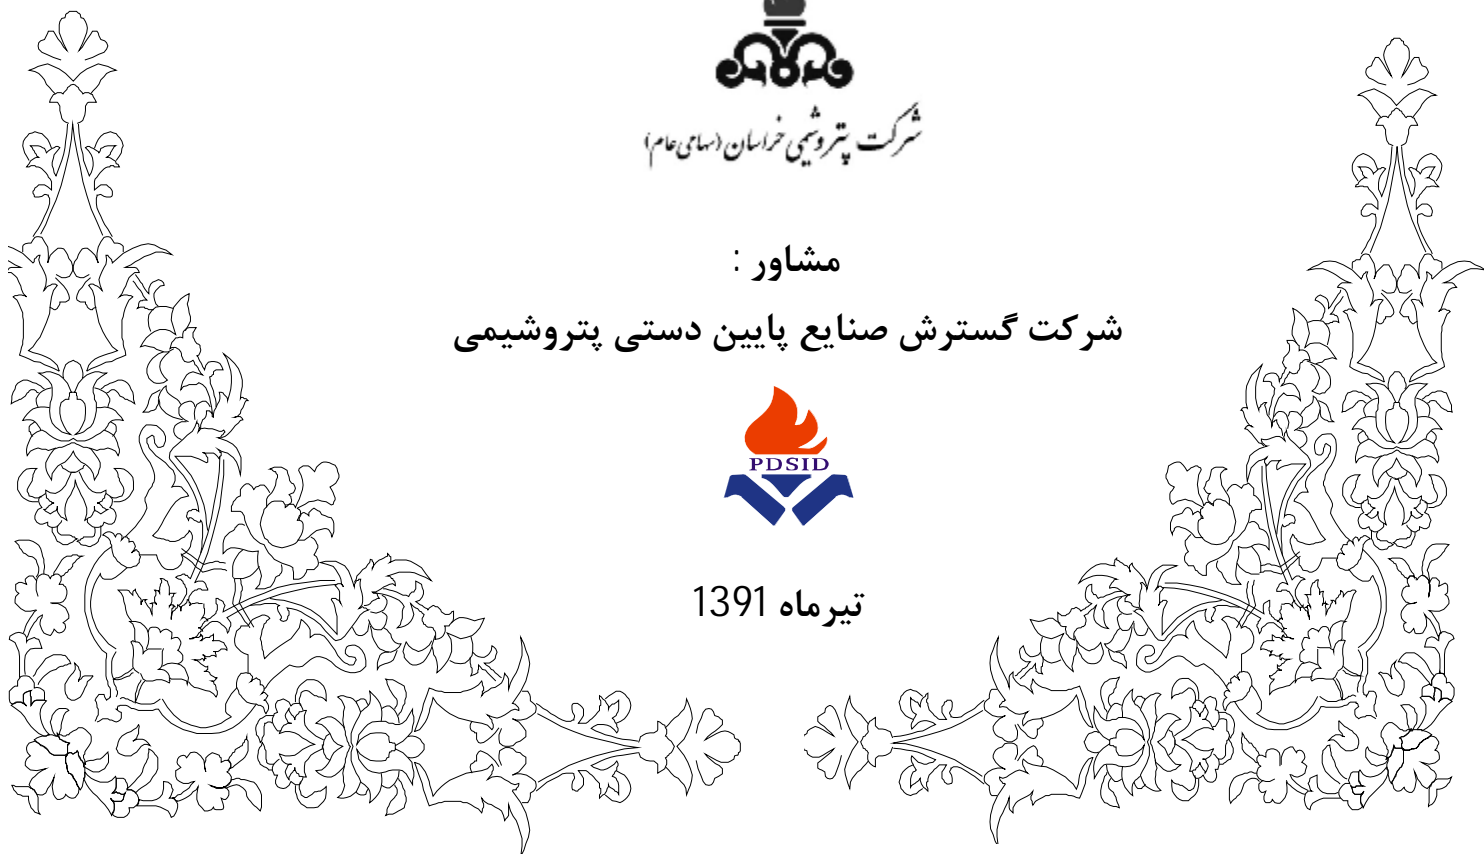 شرکت پتروشیمی خراسان (سهامی عام)
مشاور :
شرکت گسترش صنایع پایین دستی پتروشیمی
PDSID
تیرماه 1391